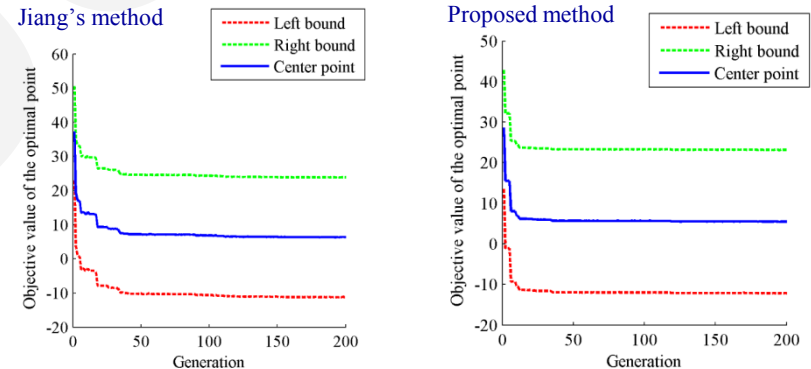 Jiang's method
Left bound
Right bound
Center point
Objective value of the optimal point
60
50
40
30
20
10
0
-10
-20
0
50
100
150
200
Generation
Proposed method
Left bound
Right bound
Center point
Objective value of the optimal point
50
40
30
20
10
0
-10
-20
0
50
100
150
200
Generation